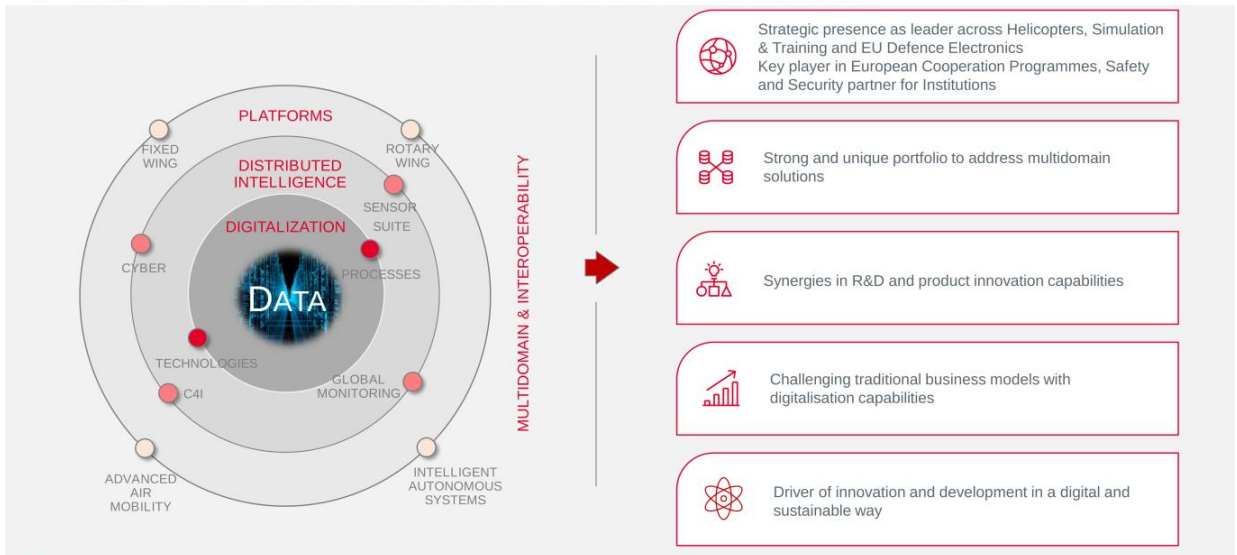 PLATFORMS
FIXED
WING
ROTARY
WING
DISTRIBUTED
INTELLIGENCE
SENSOR
SUITE
DIGITALIZATION
CYBER
PROCESSES
DATA
TECHNOLOGIES
C4I
GLOBAL
MONITORING
ADVANCED
AIR
MOBILITY
INTELLIGENT
AUTONOMOUS
SYSTEMS
MULTIDOMAIN & INTEROPERABILITY
Strategic presence as leader across Helicopters, Simulation
& Training and EU Defence Electronics
Key player in European Cooperation Programmes, Safety
and Security partner for Institutions
Strong and unique portfolio to address multidomain
solutions
Synergies in R&D and product innovation capabilities
Challenging traditional business models with
digitalisation capabilities
Driver of innovation and development in a digital and
sustainable way